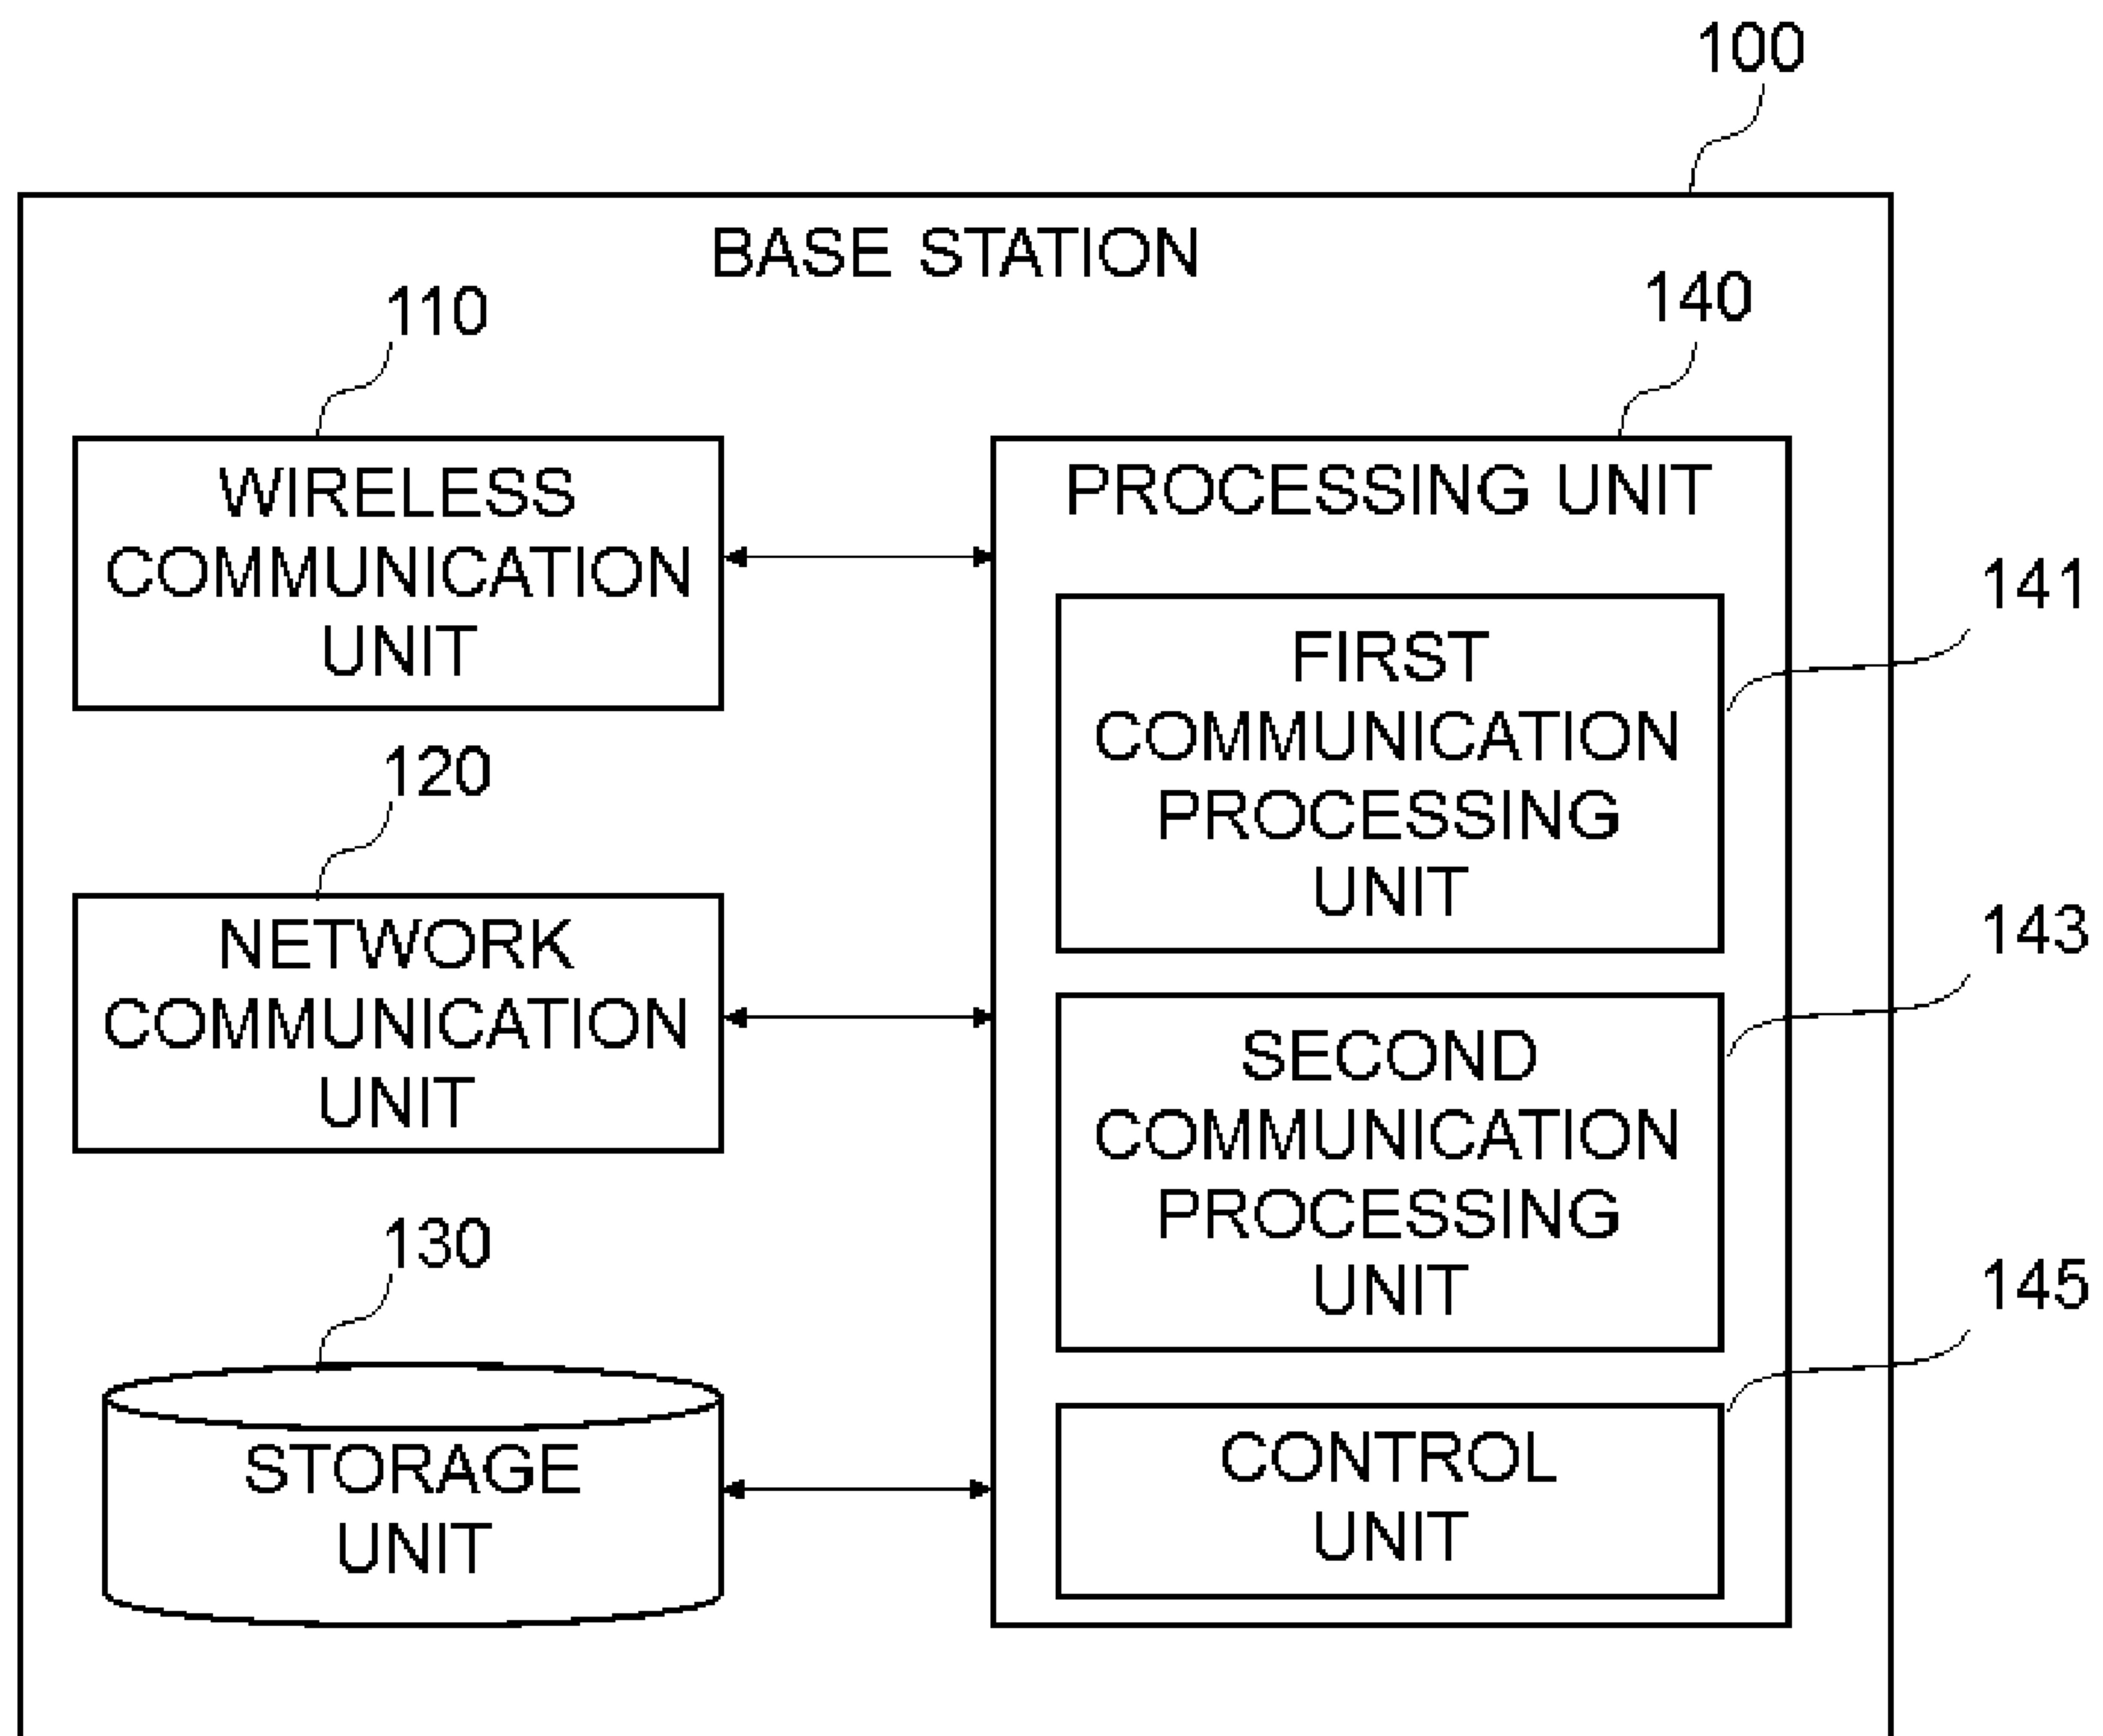 100
BASE STATION
110
140
WIRELESS
COMMUNICATION
UNIT
PROCESSING UNIT
141
FIRST
COMMUNICATION
PROCESSING
UNIT
120
NETWORK
COMMUNICATION
UNIT
143
SECOND
COMMUNICATION
PROCESSING
UNIT
130
STORAGE
UNIT
145
CONTROL
UNIT